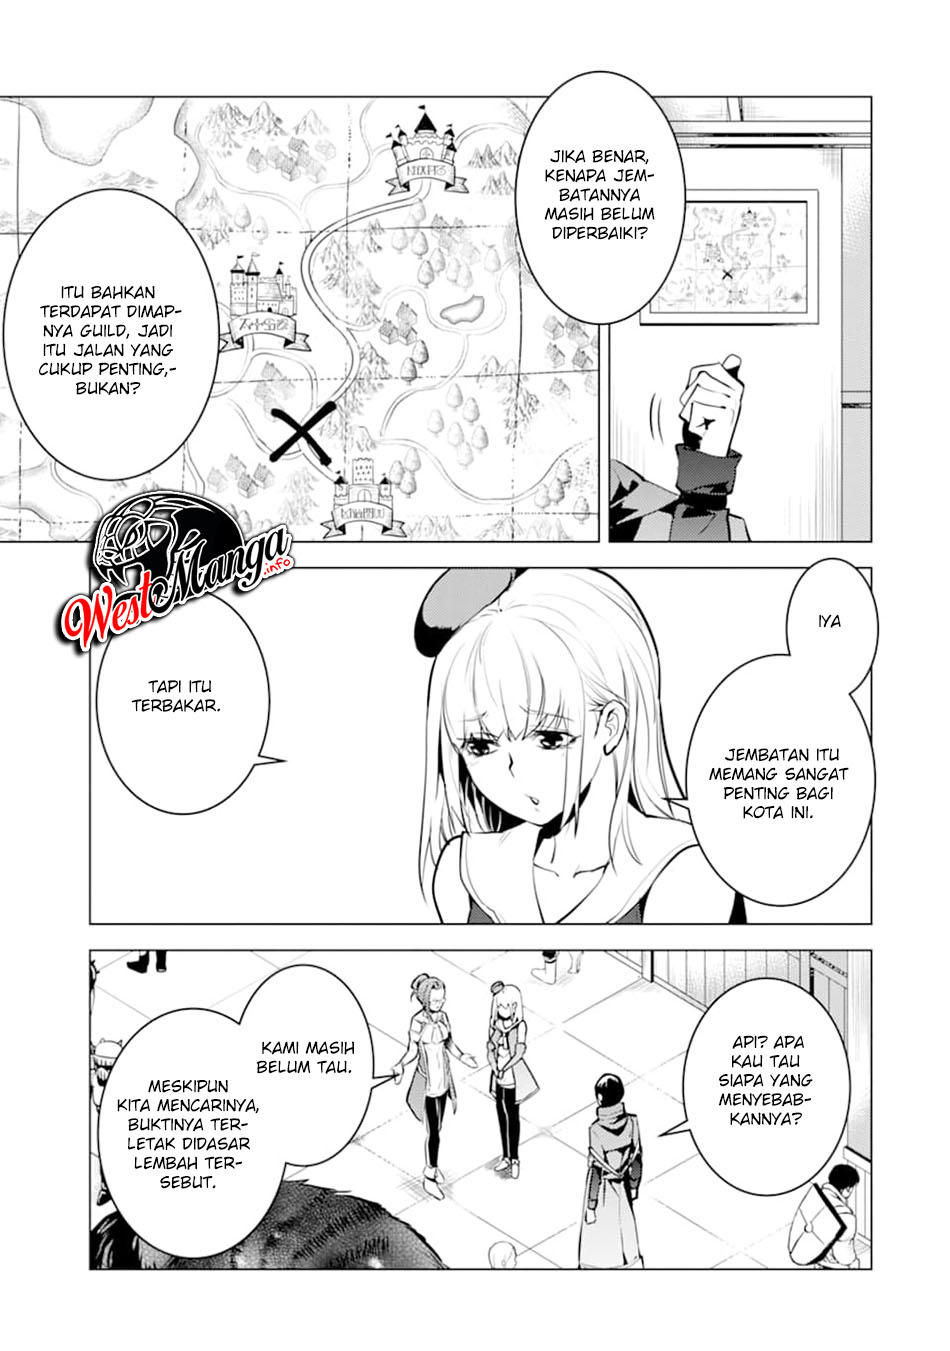 JIKA BENAR,
KENAPA JEM-
BATANNYA
MASIH BELUM
DIPERBAIKI?
ITU BAHKAN
TERDAPAT DIMAP-
NYA GUILD, JADI
ITU JALAN YANG
CUKUP PENTING,-
BUKAN?
WestManga.info
IYA
JEMBATAN ITU
MEMANG SANGAT
PENTING BAGI
KOTA INI.
TAPI ITU
TERBAKAR.
API? APA
KAU TAU
SIAPA YANG
MENYEBAB-
KANNYA?
KAMI MASIH
BELUM TAU.
MESKIPUN
KITA MENCARINYA,
BUKTINYA TER-
LETAK DIDASAR
LEMBAH TER-
SEBUT.